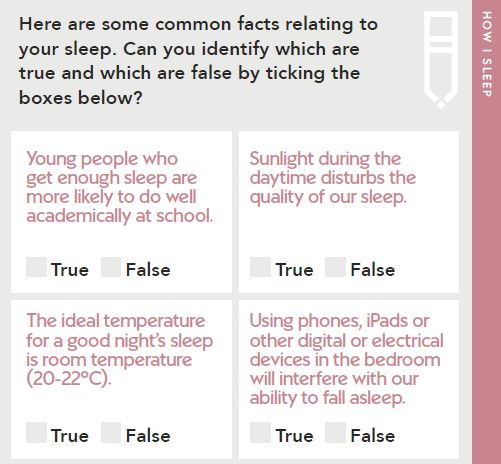 Here are some common facts relating to
your sleep. Can you identify which are
true and which are false by ticking the
boxes below?
HOW I SLEEP
Young people who
get enough sleep are
more likely to do well
academically at school.
True False
Sunlight during the
daytime disturbs the
quality of our sleep.
True False
The ideal temperature
for a good night's sleep
is room temperature
(20-22ºC).
True False
Using phones, iPads or
other digital or electrical
devices in the bedroom
will interfere with our
ability to fall asleep.
True False